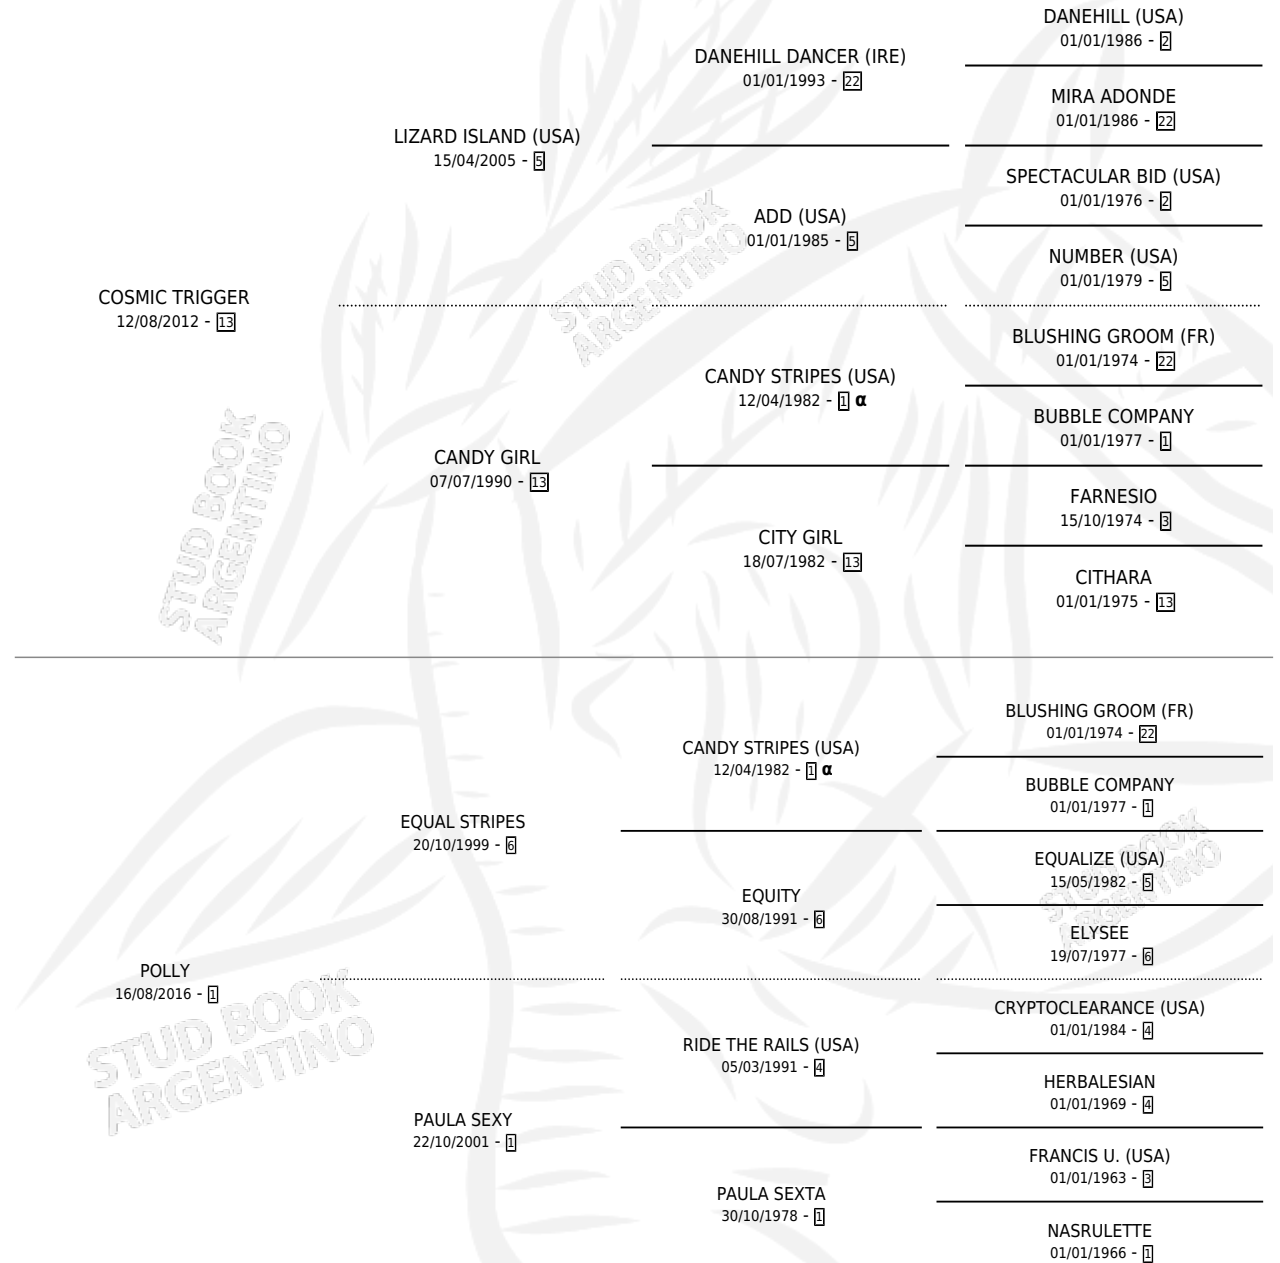 DANEHILL (USA)
01/01/1986 - 2
DANEHILL DANCER (IRE)
01/01/1993 - 22
MIRA ADONDE
01/01/1986 - 22
LIZARD ISLAND (USA)
15/04/2005 - 5
SPECTACULAR BID (USA)
01/01/1976 - 2
ADD (USA)
01/01/1985 - 5
NUMBER (USA)
01/01/1979 - 5
COSMIC TRIGGER
12/08/2012 - 13
BLUSHING GROOM (FR)
01/01/1974 - 22
CANDY STRIPES (USA)
12/04/1982 - 1 α
BUBBLE COMPANY
01/01/1977 - 1
CANDY GIRL
07/07/1990 - 13
FARNESIO
15/10/1974 - 3
CITY GIRL
18/07/1982 - 13
CITHARA
01/01/1975 - 13
BLUSHING GROOM (FR)
01/01/1974 - 22
CANDY STRIPES (USA)
12/04/1982 - 1 α
BUBBLE COMPANY
01/01/1977 - 1
EQUAL STRIPES
20/10/1999 - 6
EQUALIZE (USA)
15/05/1982 - 5
EQUITY
30/08/1991 - 6
ELYSEE
19/07/1977 - 6
POLLY
16/08/2016 - 1
CRYPTOCLEARANCE (USA)
01/01/1984 - 4
RIDE THE RAILS (USA)
05/03/1991 - 4
HERBALESIAN
01/01/1969 - 4
PAULA SEXY
22/10/2001 - 1
FRANCIS U. (USA)
01/01/1963 - 3
PAULA SEXTA
30/10/1978 - 1
NASRULETTE
01/01/1966 - 1
STUD BOOK
ARGENTINO
STUD BOOK
ARGENTINO
STUD BOOK
ARGENTINO
STUD BOOK
ARGENTINO